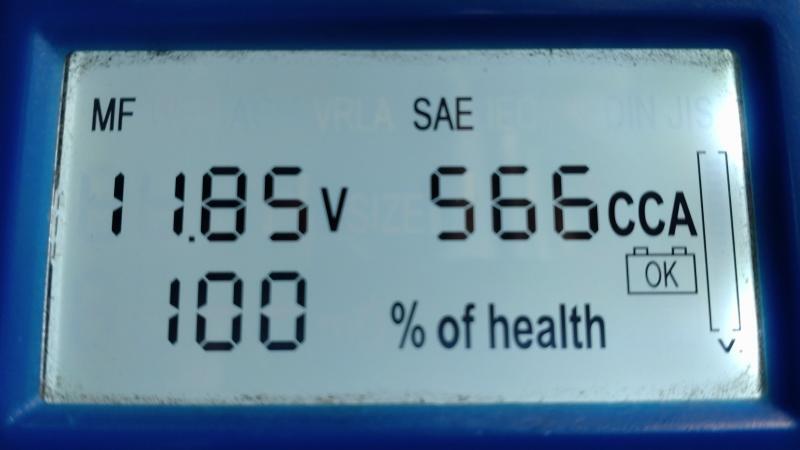 MF SAE
11.85V 566CCA
OK
100 % of health